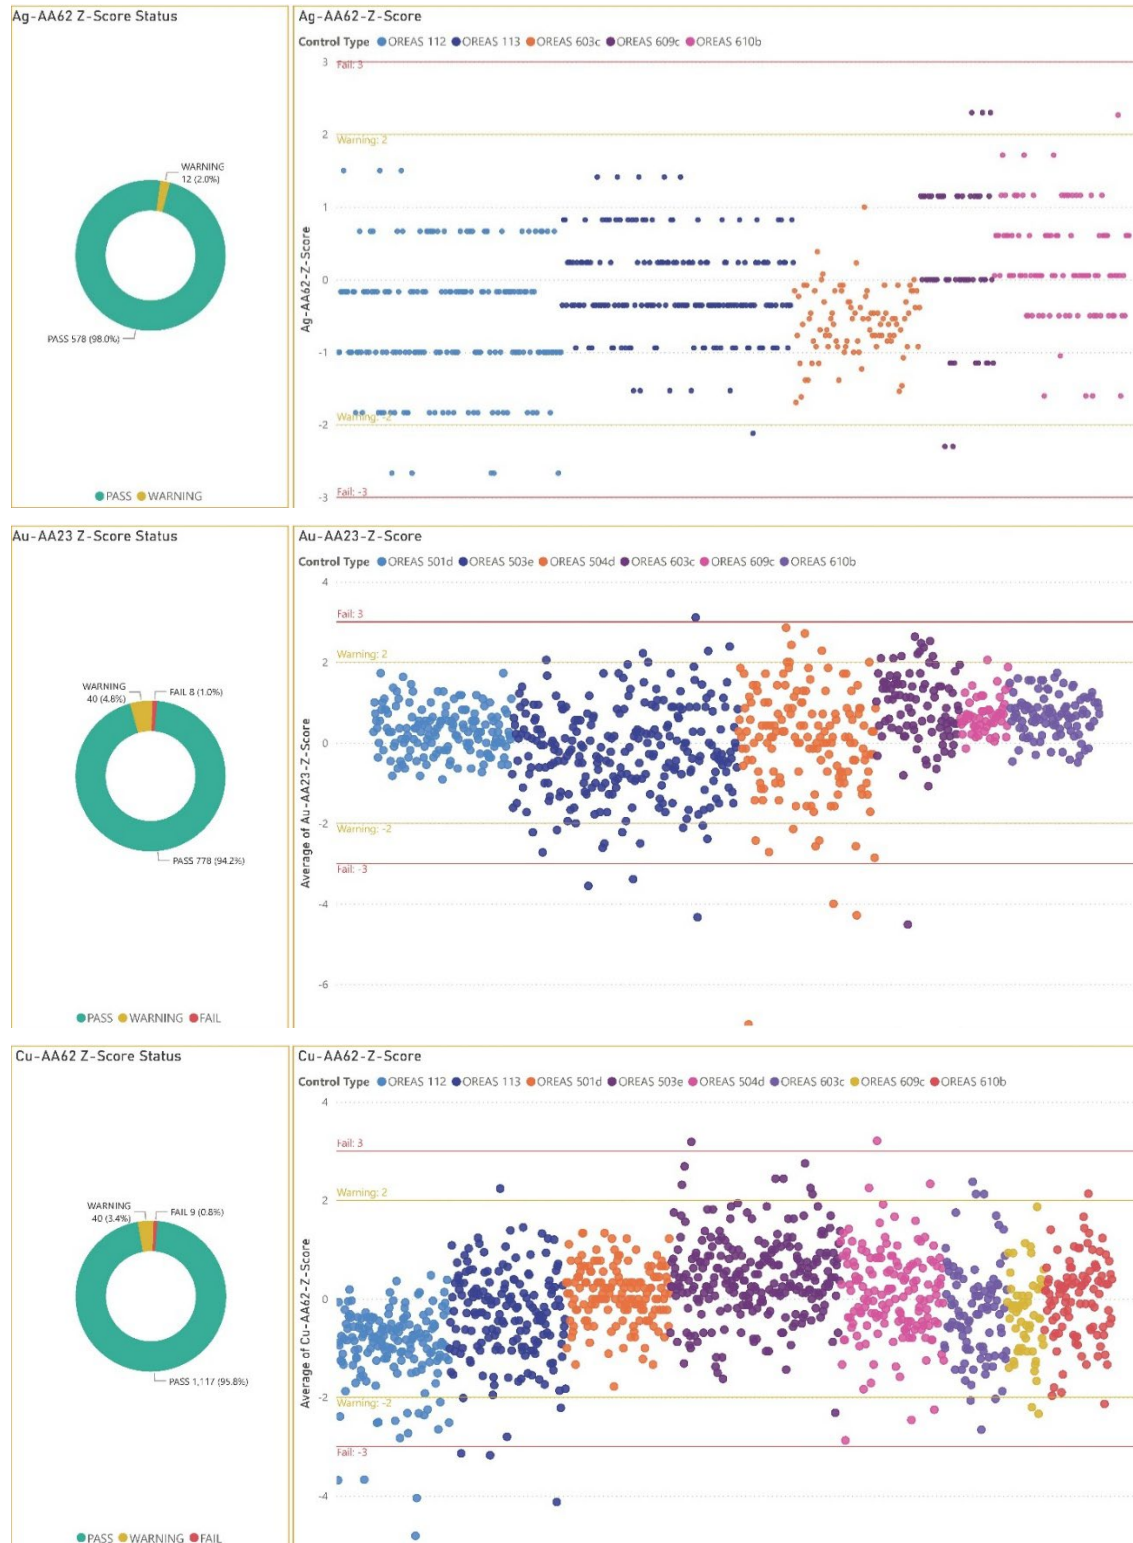 Ag-AA62 Z-Score Status
WARNING
12 (2.0%)
PASS 578 (98.0%)
PASS WARNING
Ag-AA62-Z-Score
Control Type OREAS 112 OREAS 113 OREAS 603c OREAS 609c OREAS 610b
Ag-AA62-Z-Score
3
Fail: 3
2
Warning: 2
1
0
-1
Warning: -2
-2
Fail: -3
-3
Au-AA23 Z-Score Status
WARNING
40 (4.8%)
FAIL 8 (1.0%)
PASS 778 (94.2%)
PASS WARNING FAIL
Au-AA23-Z-Score
Control Type OREAS 501d OREAS 503e OREAS 504d OREAS 603c OREAS 609c OREAS 610b
Average of Au-AA23-Z-Score
4
Fail: 3
Warning: 2
2
0
-2
Warning: -2
Fail: -3
-4
-6
Cu-AA62 Z-Score Status
WARNING
40 (3.4%)
FAIL 9 (0.8%)
PASS 1,117 (95.8%)
PASS WARNING FAIL
Cu-AA62-Z-Score
Control Type OREAS 112 OREAS 113 OREAS 501d OREAS 503e OREAS 504d OREAS 603c OREAS 609c OREAS 610b
Average of Cu-AA62-Z-Score
4
Fail: 3
Warning: 2
2
0
-2
Warning: -2
Fail: -3
-4